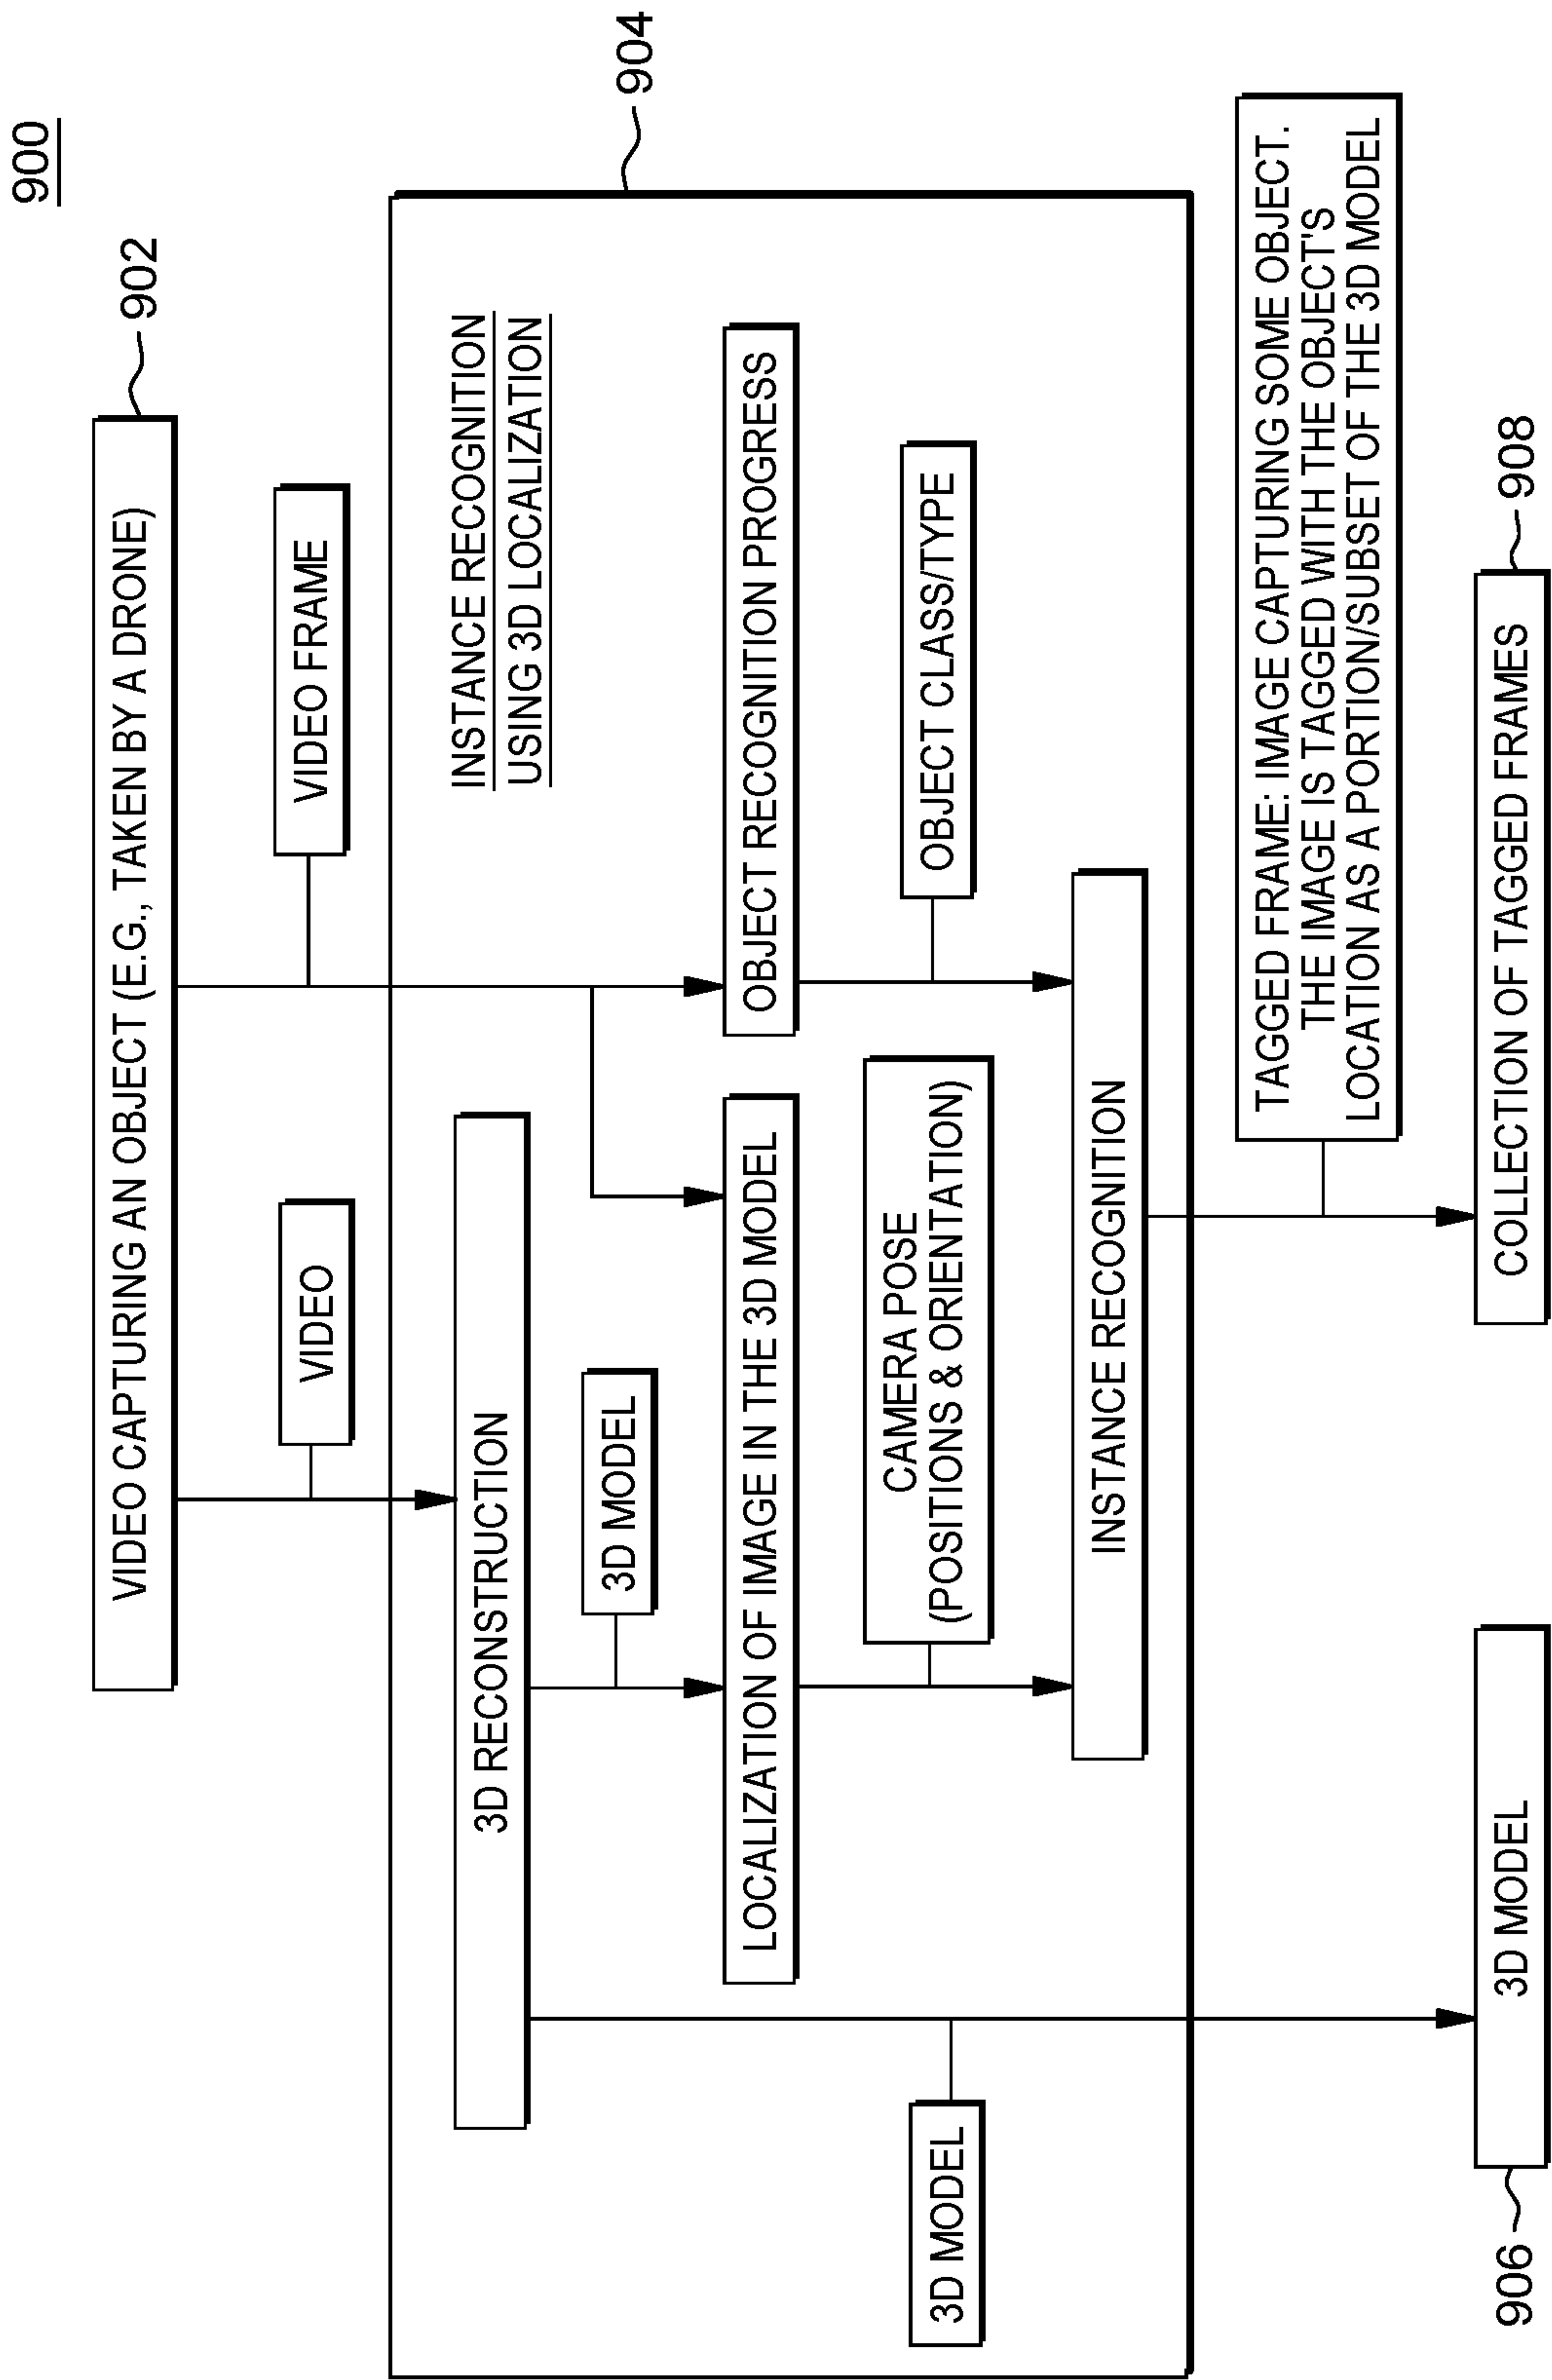 900
VIDEO CAPTURING AN OBJECT (E.G., TAKEN BY A DRONE)
902
VIDEO
VIDEO FRAME
904
INSTANCE RECOGNITION
USING 3D LOCALIZATION
3D RECONSTRUCTION
3D MODEL
LOCALIZATION OF IMAGE IN THE 3D MODEL
OBJECT RECOGNITION PROGRESS
3D MODEL
CAMERA POSE
(POSITIONS & ORIENTATION)
OBJECT CLASS/TYPE
INSTANCE RECOGNITION
TAGGED FRAME: IMAGE CAPTURING SOME OBJECT.
THE IMAGE IS TAGGED WITH THE OBJECT'S
LOCATION AS A PORTION/SUBSET OF THE 3D MODEL
906
3D MODEL
COLLECTION OF TAGGED FRAMES
908